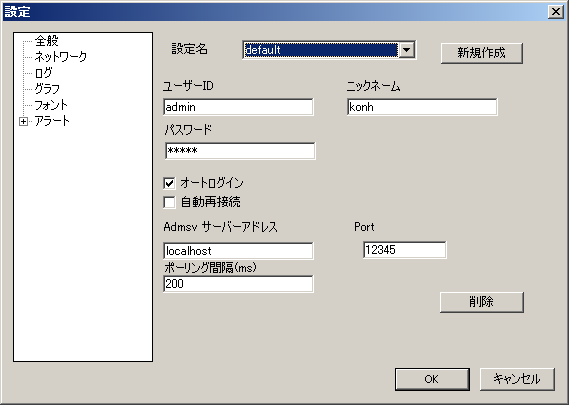 設定
全般
ネットワーク
ログ
グラフ
フォント
アラート
設定名 default 新規作成
ユーザーID ニックネーム
admin konh
パスワード
*****
オートログイン
自動再接続
Admsv サーバーアドレス Port
localhost 12345
ポーリング間隔(ms)
200
削除
OK キャンセル